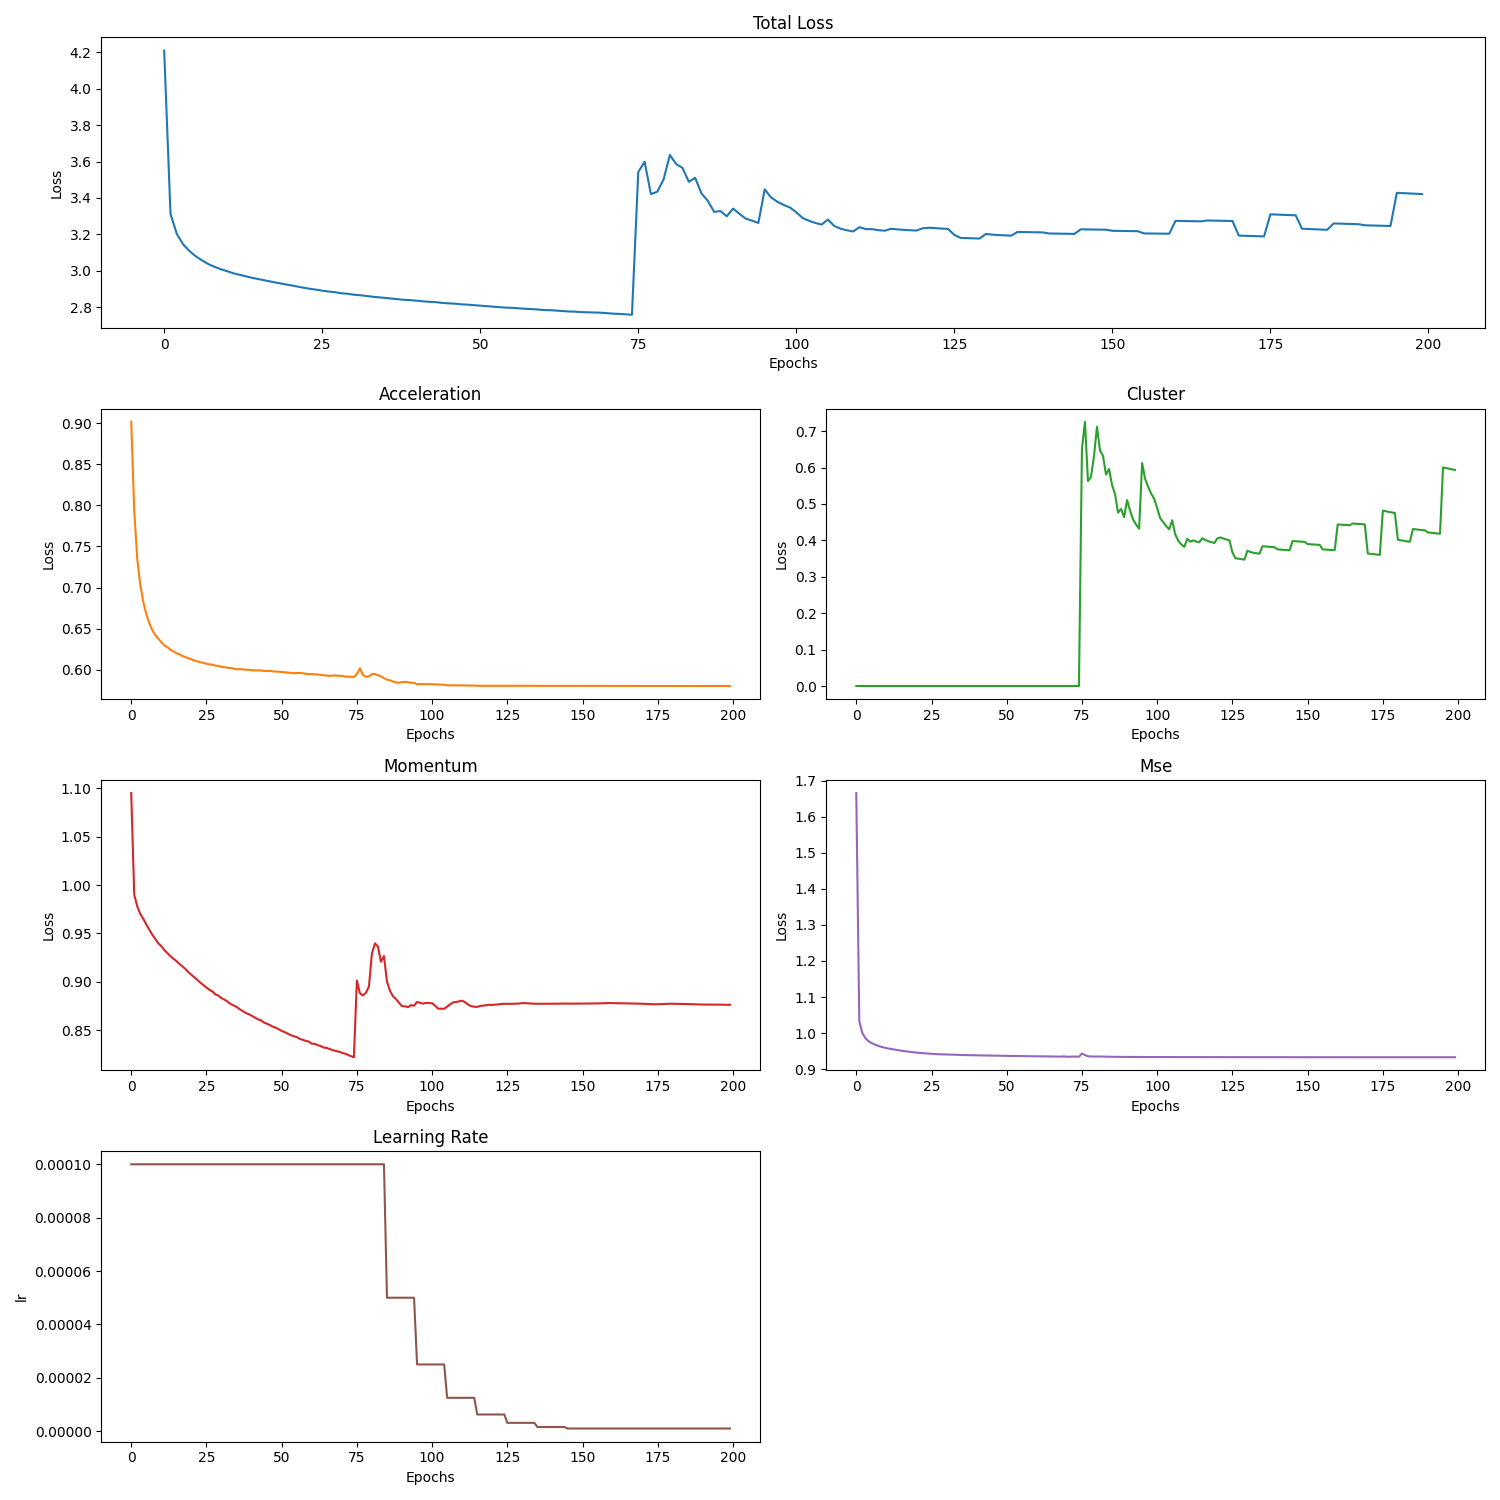 Total Loss
4.2
4.0
3.8
3.6
3.4
3.2
3.0
2.8
Loss
0 25 50 75 100 125 150 175 200
Epochs
Acceleration
0.90
0.85
0.80
0.75
0.70
0.65
0.60
Loss
0 25 50 75 100 125 150 175 200
Epochs
Cluster
0.7
0.6
0.5
0.4
0.3
0.2
0.1
0.0
Loss
0 25 50 75 100 125 150 175 200
Epochs
Momentum
1.10
1.05
1.00
0.95
0.90
0.85
Loss
0 25 50 75 100 125 150 175 200
Epochs
Mse
1.7
1.6
1.5
1.4
1.3
1.2
1.1
1.0
0.9
Loss
0 25 50 75 100 125 150 175 200
Epochs
Learning Rate
0.00010
0.00008
0.00006
0.00004
0.00002
0.00000
lr
0 25 50 75 100 125 150 175 200
Epochs